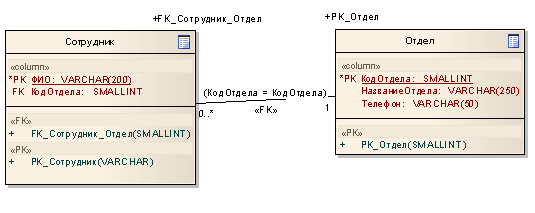 +FK_Сотрудник_Отдел
+PK_Отдел
Сотрудник
«column»
*PK ФИО: VARCHAR(200)
FK КодОтдела: SMALLINT
«FK»
+ FK_Сотрудник_Отдел(SMALLINT)
«PK»
+ PK_Сотрудник(VARCHAR)
(КодОтдела = КодОтдела)
0..*
«FK»
1
Отдел
«column»
*PK КодОтдела: SMALLINT
НазваниеОтдела: VARCHAR(250)
Телефон: VARCHAR(50)
«PK»
+ PK_Отдел(SMALLINT)